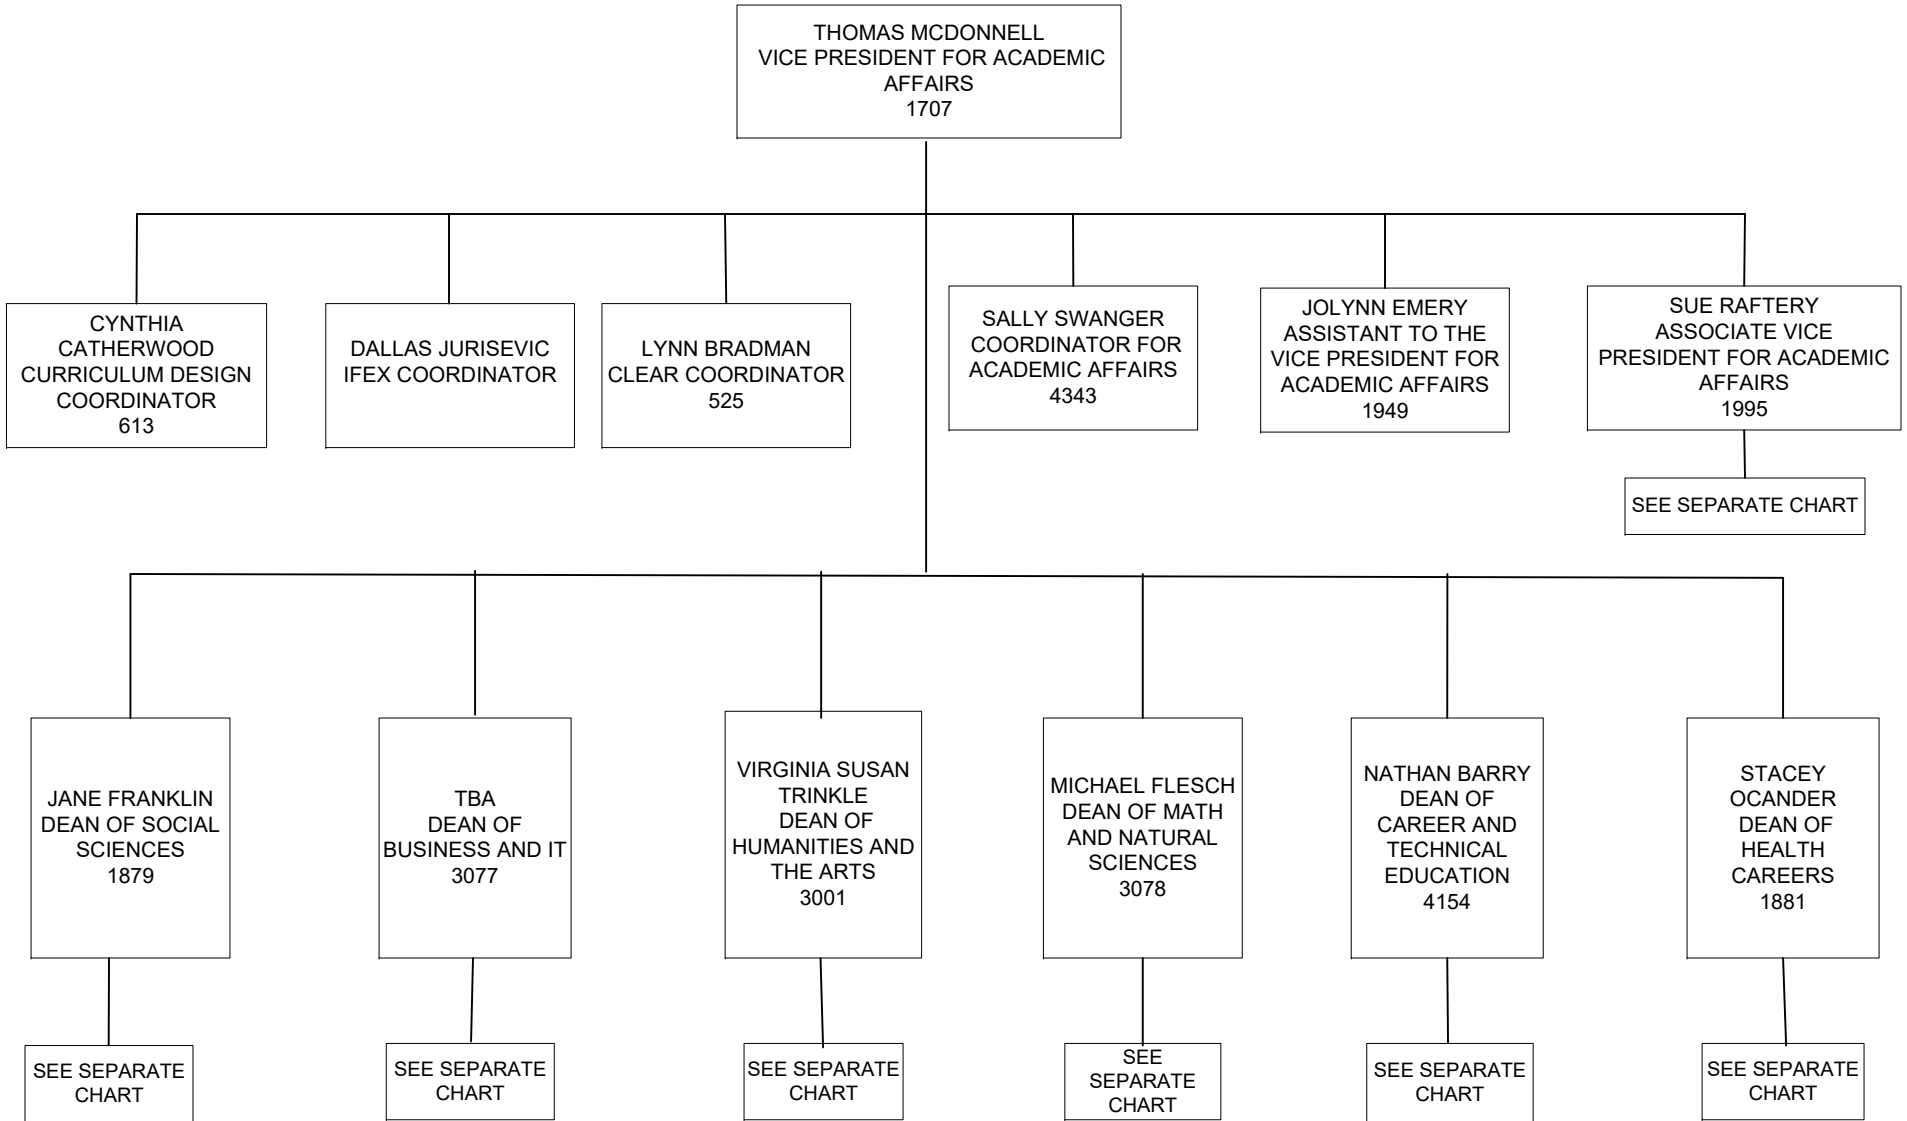 THOMAS MCDONNELL
VICE PRESIDENT FOR ACADEMIC
AFFAIRS
1707
CYNTHIA
CATHERWOOD
CURRICULUM DESIGN
COORDINATOR
613
DALLAS JURISEVIC
IFEX COORDINATOR
LYNN BRADMAN
CLEAR COORDINATOR
525
SALLY SWANGER
COORDINATOR FOR
ACADEMIC AFFAIRS
4343
JOLYNN EMERY
ASSISTANT TO THE
VICE PRESIDENT FOR
ACADEMIC AFFAIRS
1949
SUE RAFTERY
ASSOCIATE VICE
PRESIDENT FOR ACADEMIC
AFFAIRS
1995
SEE SEPARATE CHART
JANE FRANKLIN
DEAN OF SOCIAL
SCIENCES
1879
TBA
DEAN OF
BUSINESS AND IT
3077
VIRGINIA SUSAN
TRINKLE
DEAN OF
HUMANITIES AND
THE ARTS
3001
MICHAEL FLESCH
DEAN OF MATH
AND NATURAL
SCIENCES
3078
NATHAN BARRY
DEAN OF
CAREER AND
TECHNICAL
EDUCATION
4154
STACEY
OCANDER
DEAN OF
HEALTH
CAREERS
1881
SEE SEPARATE
CHART
SEE SEPARATE
CHART
SEE SEPARATE
CHART
SEE
SEPARATE
CHART
SEE SEPARATE
CHART
SEE SEPARATE
CHART